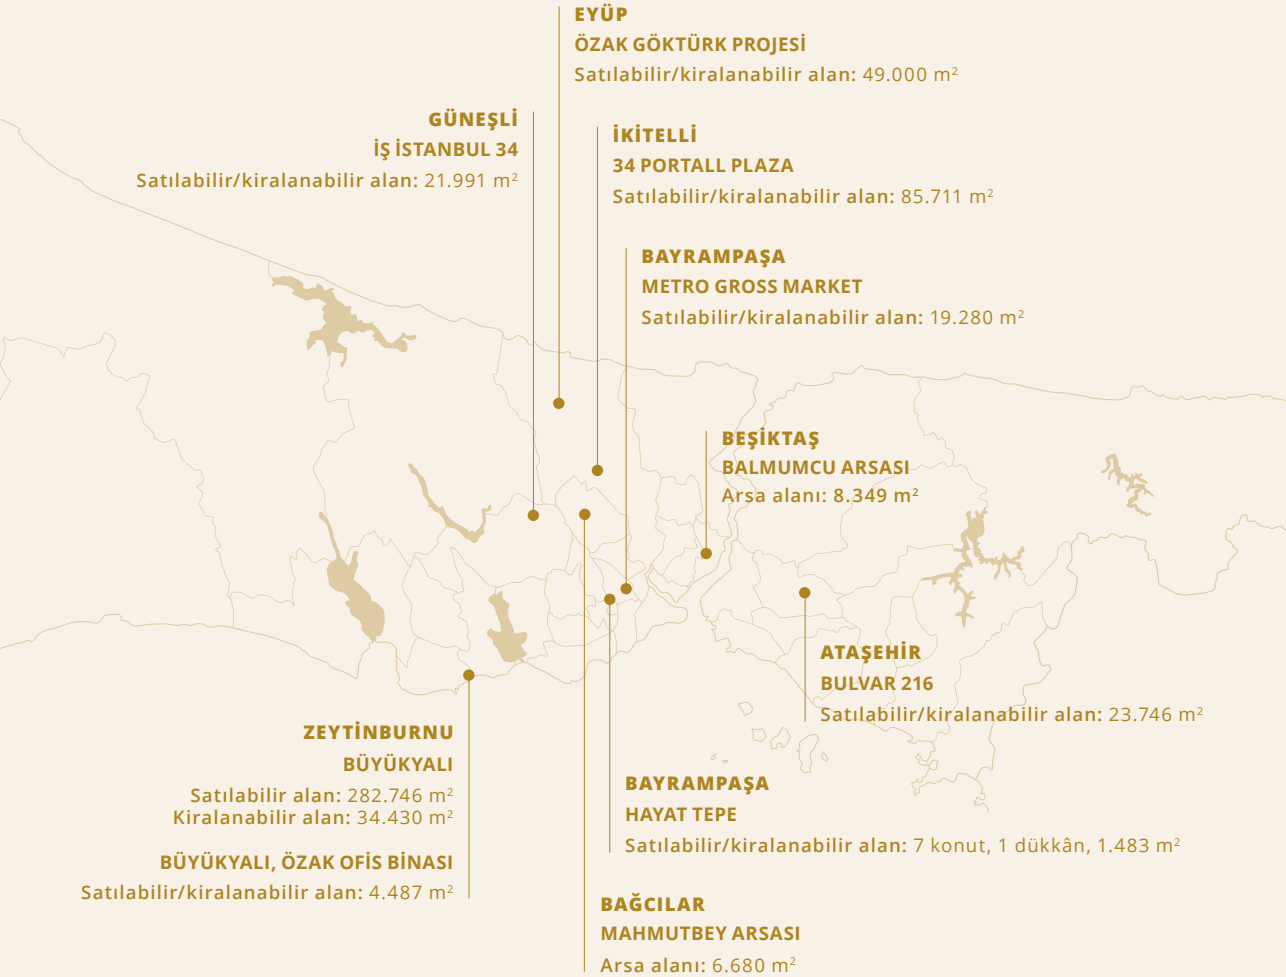 EYÜP
ÖZAK GÖKTÜRK PROJESİ
Satılabilir/kiralanabilir alan: 49.000 m²
GÜNEŞLİ
İŞ İSTANBUL 34
Satılabilir/kiralanabilir alan: 21.991 m²
İKİTELLİ
34 PORTALL PLAZA
Satılabilir/kiralanabilir alan: 85.711 m²
BAYRAMPAŞA
METRO GROSS MARKET
Satılabilir/kiralanabilir alan: 19.280 m²
BEŞİKTAŞ
BALMUMCU ARSASI
Arsa alanı: 8.349 m²
ATAŞEHİR
BULVAR 216
Satılabilir/kiralanabilir alan: 23.746 m²
ZEYTİNBURNU
BÜYÜKYALI
Satılabilir alan: 282.746 m²
Kiralanabilir alan: 34.430 m²
BÜYÜKYALI, ÖZAK OFİS BİNASI
Satılabilir/kiralanabilir alan: 4.487 m²
BAYRAMPAŞA
HAYAT TEPE
Satılabilir/kiralanabilir alan: 7 konut, 1 dükkân, 1.483 m²
BAĞCILAR
MAHMUTBEY ARSASI
Arsa alanı: 6.680 m²